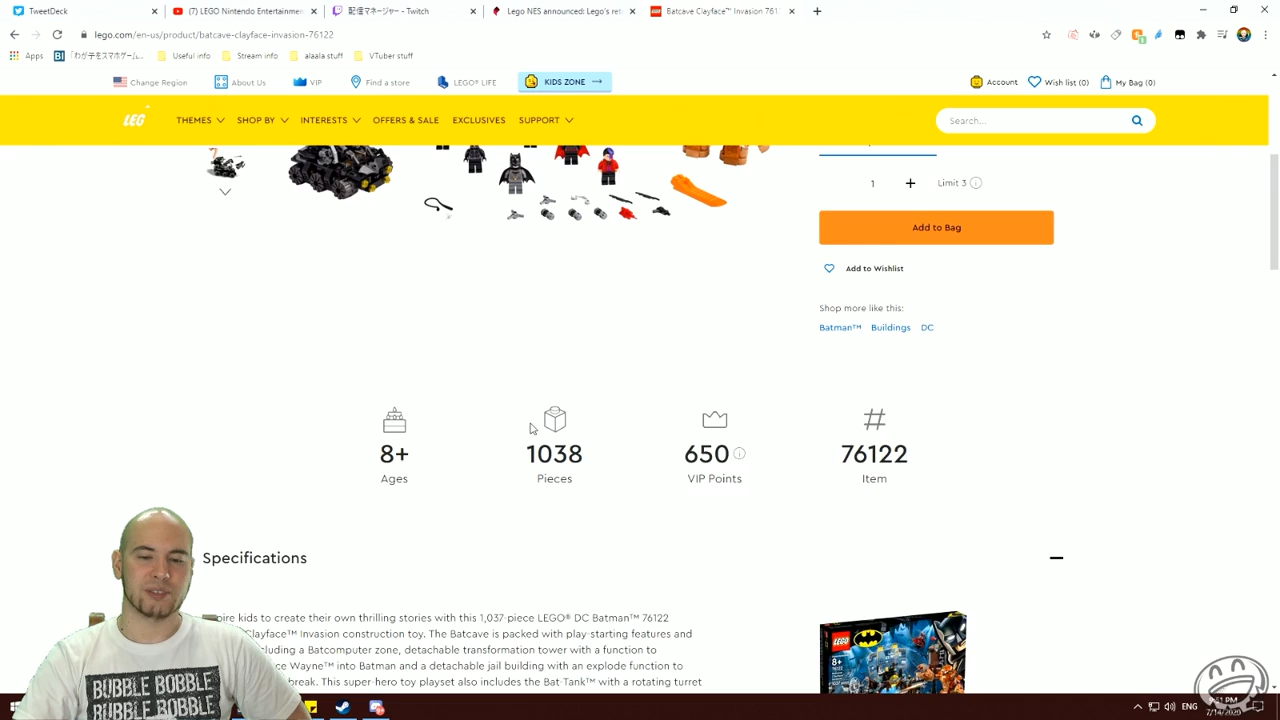 TweetDeck
(7) LEGO Nintendo Entertainmen
配信マネージャー - Twitch
Lego NES announced: Lego's ret
Batcave Clayface™ Invasion 761
lego.com/en-us/product/batcave-clayface-invasion-76122
Apps
「わが子をスマホゲーム...
Useful info
Stream info
alaala stuff
VTuber stuff
Change Region
About Us
VIP
Find a store
LEGO® LIFE
KIDS ZONE
Account
Wish list (0)
My Bag (0)
LEG
THEMES
SHOP BY
INTERESTS
OFFERS & SALE
EXCLUSIVES
SUPPORT
Search...
1
Limit 3
Add to Bag
Add to Wishlist
Shop more like this:
Batman™ Buildings DC
8+
Ages
1038
Pieces
650
VIP Points
76122
Item
Specifications
pire kids to create their own thrilling stories with this 1,037-piece LEGO® DC Batman™ 76122
Clayface™ Invasion construction toy. The Batcave is packed with play-starting features and
cluding a Batcomputer zone, detachable transformation tower with a function to
ce Wayne™ into Batman and a detachable jail building with an explode function to
break. This super-hero toy playset also includes the Bat-Tank™ with a rotating turret
LEGO
8+
76122
BUBBLE BOBBLE
BUBBLE BOBBLE
ENG
7/14/2020